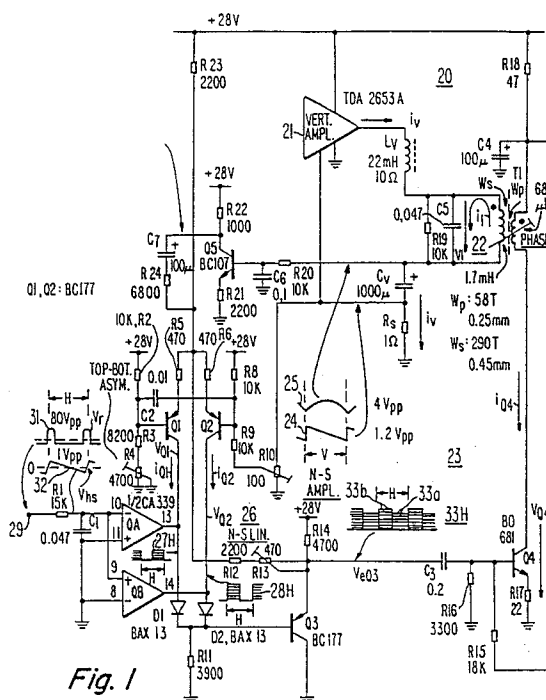 +28V
R23
2200
20
TDA 2653A
R18
47
VERT.
AMPL.
21
iv
Lv
22mH
10Ω
C4
100µ
+
T1
Ws
Wp
68
+28V
R22
1000
C7
+
100µ
Q5
BC107
R24
6800
R21
2200
C6
0,1
R20
10K
0,047
R19
10K
C5
V1
22
PHASE
1.7mH
Wp: 58T
0.25mm
Ws: 290T
0.45mm
Cv
1000µ
+
Rs
1Ω
iv
Q1,Q2: BC177
10K,R2
R5
470
470
R6
+28V
+28V
TOP-BOT.
ASYM.
0.01
C2
R8
10K
Q1
Q2
R9
10K
8200
R3
R4
4700
R10
100
25
24
4Vpp
1.2Vpp
V
iQ4
H
31
80Vpp
Vr
1Vpp
0
32
R1
15K
Vhs
29
C1
0.047
VQ1
iQ1
iQ2
VQ2
26
N-S LIN.
2200
470
R12
R13
N-S
AMPL.
+28V
R14
4700
23
33b
H
33a
33H
10
1/2CA339
QA
11
13
27H
H
9
QB
8
14
28H
H
D1
BAX 13
D2, BAX 13
R11
3900
Q3
BC177
VeQ3
C3
0.2
R16
3300
BD
681
Q4
VQ4
R17
22
R15
18K
Fig. 1